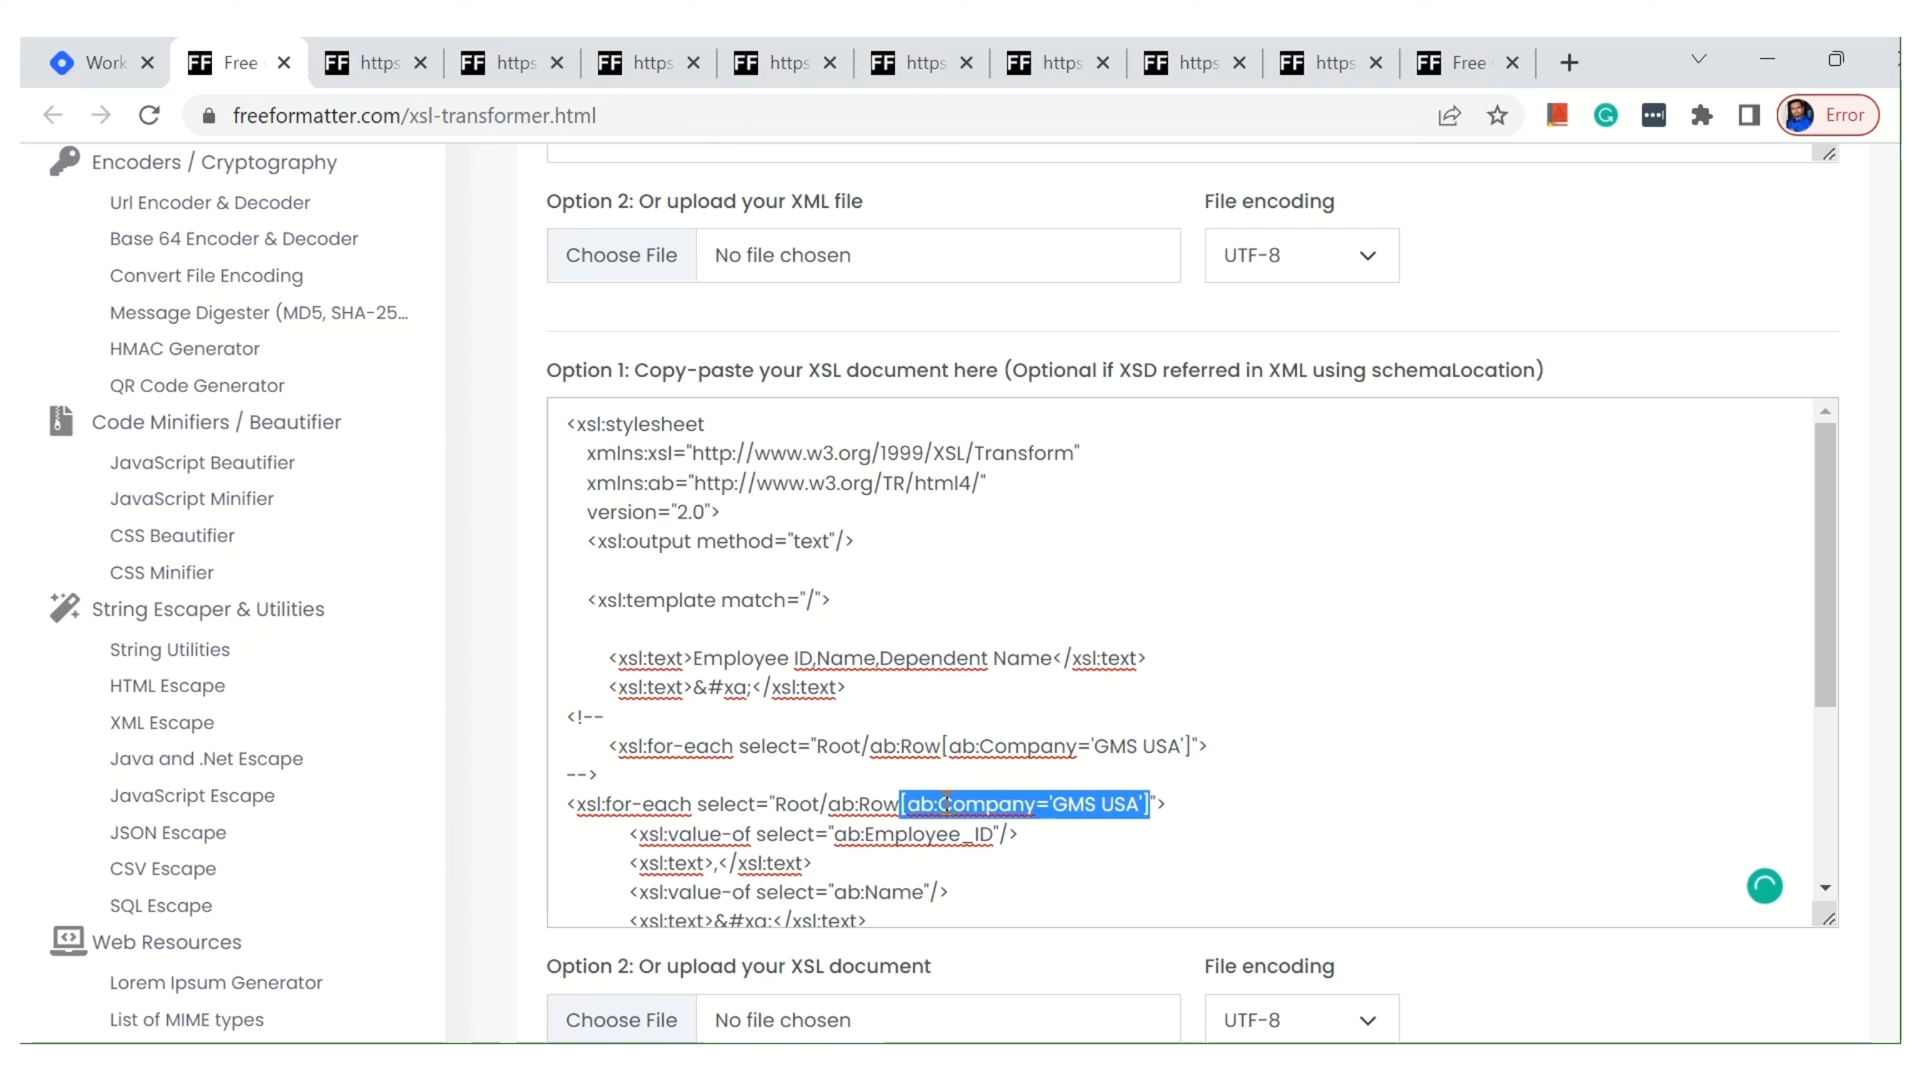 Work
Free
https
https
https
https
https
https
https
https
Free
freeformatter.com/xsl-transformer.html
Error
Encoders / Cryptography
Url Encoder & Decoder
Base 64 Encoder & Decoder
Convert File Encoding
Message Digester (MD5, SHA-25...
HMAC Generator
QR Code Generator
Code Minifiers / Beautifier
JavaScript Beautifier
JavaScript Minifier
CSS Beautifier
CSS Minifier
String Escaper & Utilities
String Utilities
HTML Escape
XML Escape
Java and .Net Escape
JavaScript Escape
JSON Escape
CSV Escape
SQL Escape
Web Resources
Lorem Ipsum Generator
List of MIME types
Option 2: Or upload your XML file
File encoding
Choose File
No file chosen
UTF-8
Option 1: Copy-paste your XSL document here (Optional if XSD referred in XML using schemaLocation)
<xsl:stylesheet
xmlns:xsl="http://www.w3.org/1999/XSL/Transform"
xmlns:ab="http://www.w3.org/TR/html4/"
version="2.0">
<xsl:output method="text"/>
<xsl:template match="/">
<xsl:text>Employee ID,Name,Dependent Name</xsl:text>
<xsl:text>&#xa;</xsl:text>
<!--
<xsl:for-each select="Root/ab:Row[ab:Company='GMS USA']">
-->
<xsl:for-each select="Root/ab:Row[ab:Company='GMS USA']">
<xsl:value-of select="ab:Employee_ID"/>
<xsl:text>,</xsl:text>
<xsl:value-of select="ab:Name"/>
<xsl:text>&#xa;</xsl:text>
Option 2: Or upload your XSL document
File encoding
Choose File
No file chosen
UTF-8
FF
FF
FF
FF
FF
FF
FF
FF
FF
FF